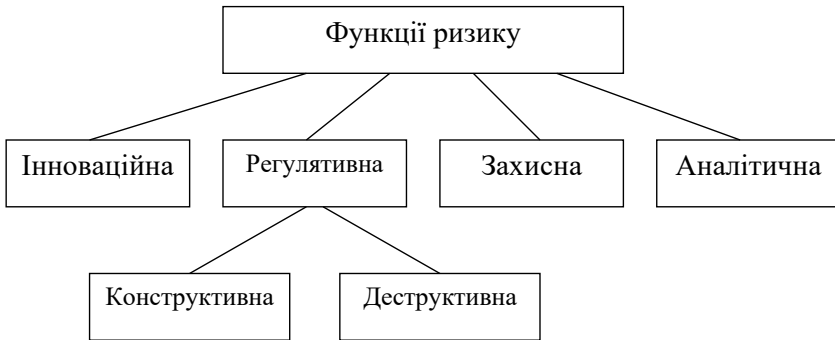 Функції ризику
Інноваційна
Регулятивна
Захисна
Аналітична
Конструктивна
Деструктивна